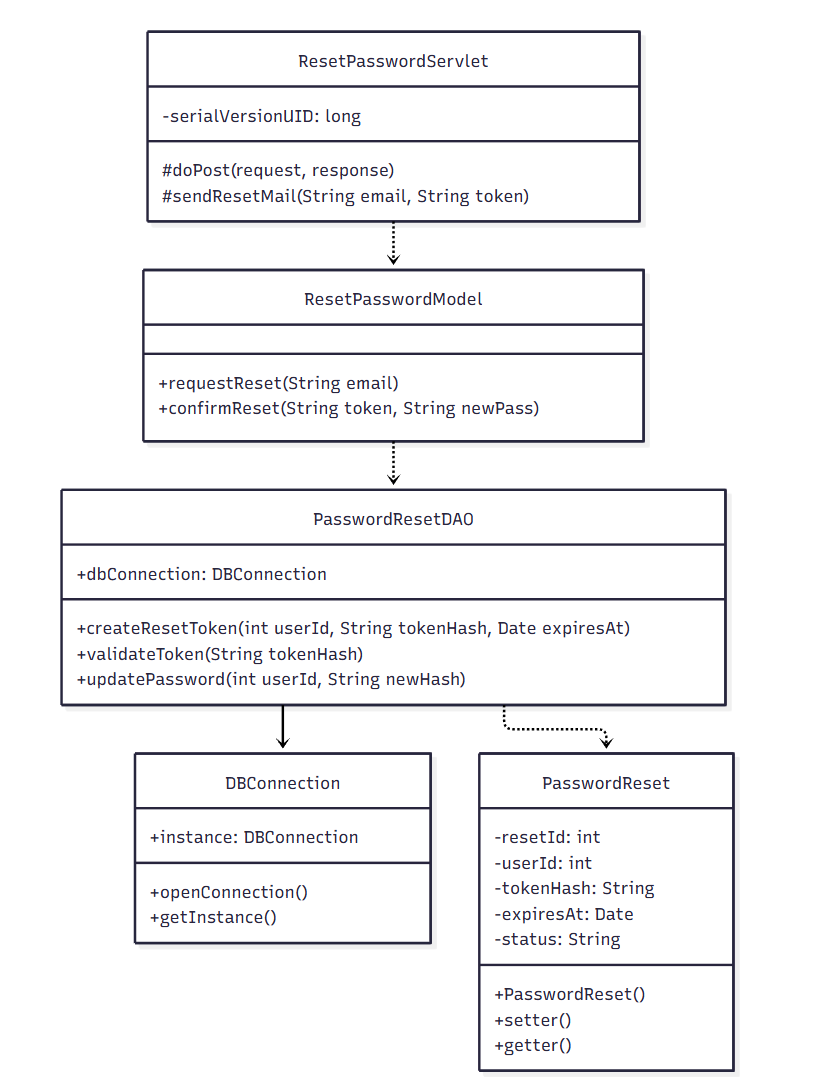 ResetPasswordServlet
-serialVersionUID: long
#doPost(request, response)
#sendResetMail(String email, String token)
ResetPasswordModel
+requestReset(String email)
+confirmReset(String token, String newPass)
PasswordResetDAO
+dbConnection: DBConnection
+createResetToken(int userId, String tokenHash, Date expiresAt)
+validateToken(String tokenHash)
+updatePassword(int userId, String newHash)
DBConnection
+instance: DBConnection
+openConnection()
+getInstance()
PasswordReset
-resetId: int
-userId: int
-tokenHash: String
-expiresAt: Date
-status: String
+PasswordReset()
+setter()
+getter()